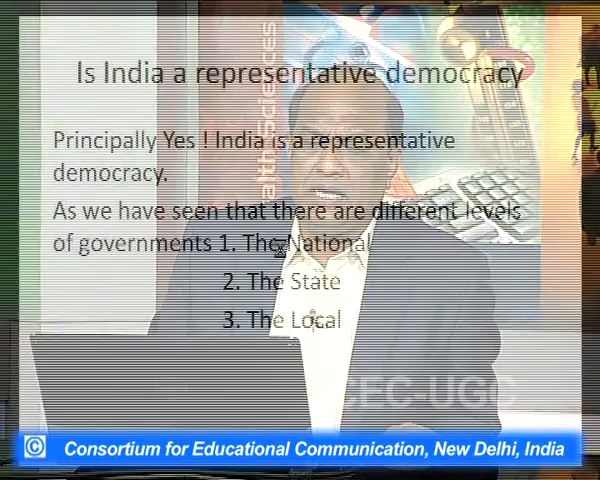 Health Sciences
Is India a representative democracy
Principally Yes ! India is a representative
democracy.
As we have seen that there are different levels
of governments 1. The National
2. The State
3. The Local
CEC-UGC
© Consortium for Educational Communication, New Delhi, India